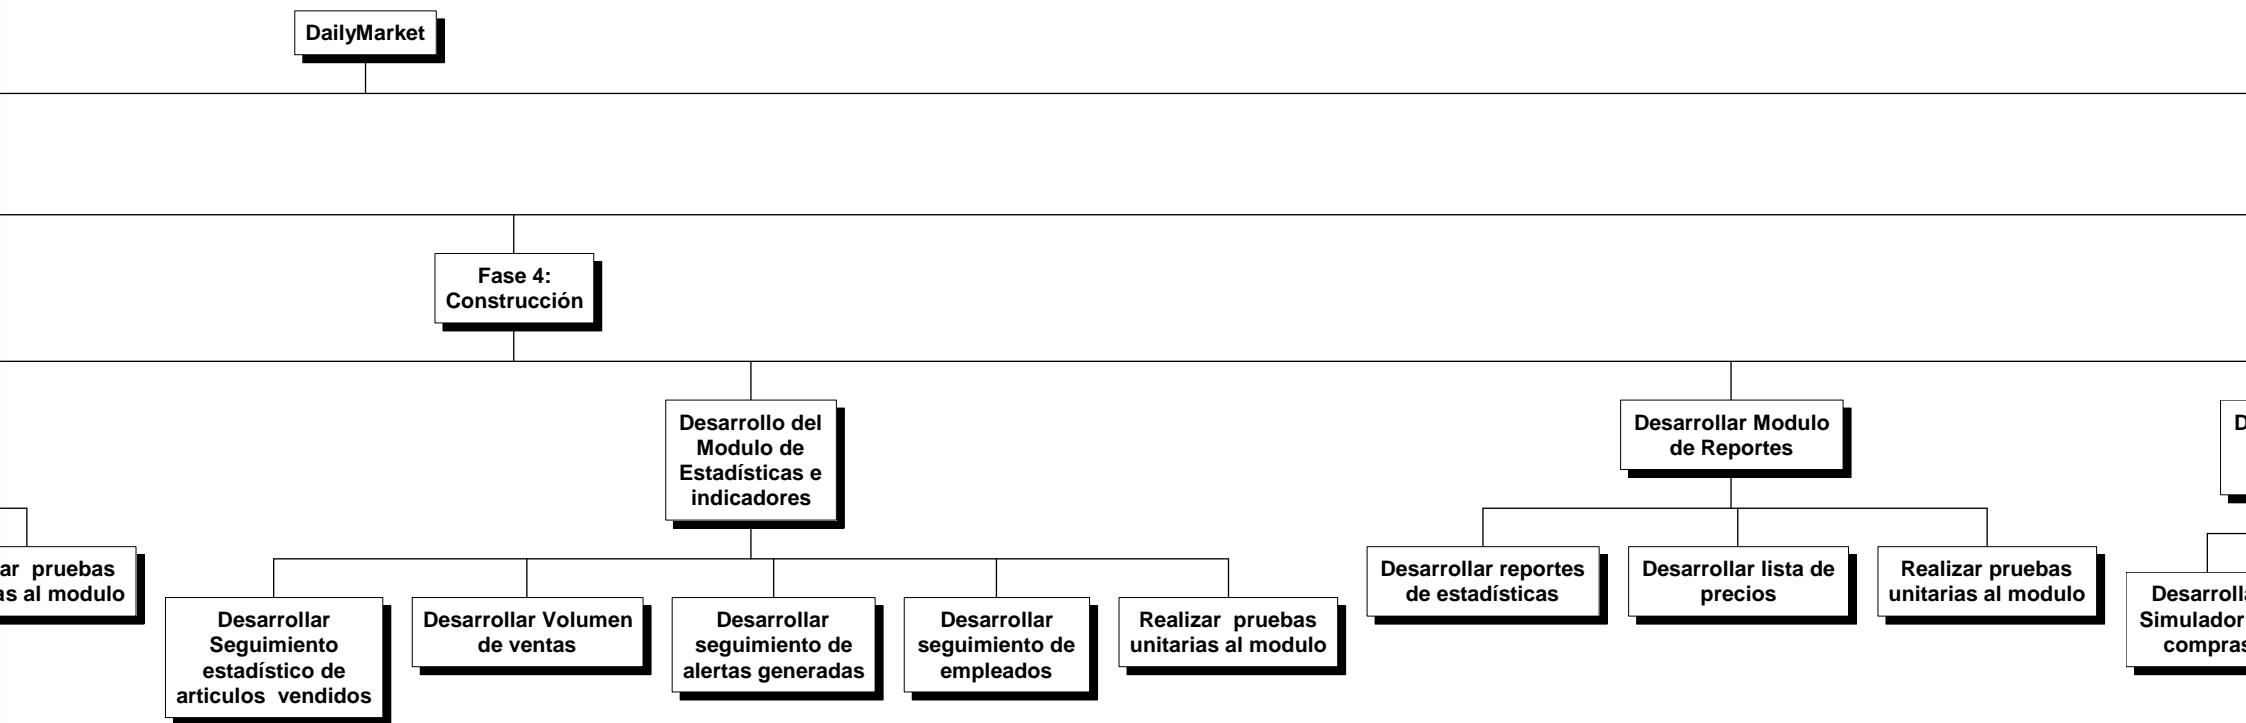 DailyMarket
Fase 4:
Construcción
Desarrollo del
Modulo de
Estadísticas e
indicadores
Desarrollar Modulo
de Reportes
pruebas
al modulo
Desarrollar
Seguimiento
estadístico de
articulos vendidos
Desarrollar Volumen
de ventas
Desarrollar
seguimiento de
alertas generadas
Desarrollar
seguimiento de
empleados
Realizar pruebas
unitarias al modulo
Desarrollar reportes
de estadísticas
Desarrollar lista de
precios
Realizar pruebas
unitarias al modulo
Simulador